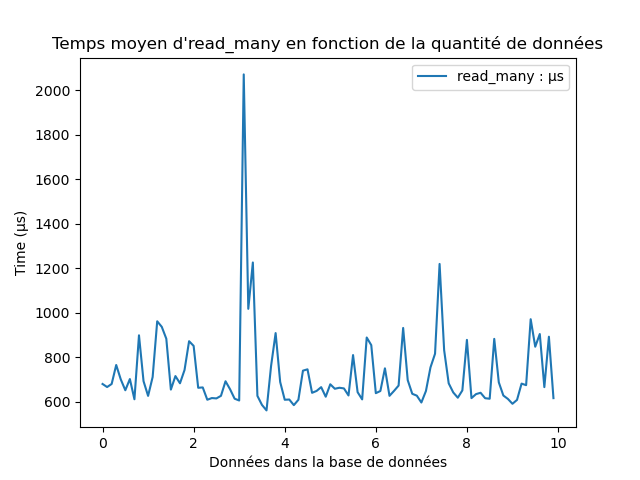 Temps moyen d'read_many en fonction de la quantité de données
read_many : µs
Time (µs)
2000
1800
1600
1400
1200
1000
800
600
0 2 4 6 8 10
Données dans la base de données